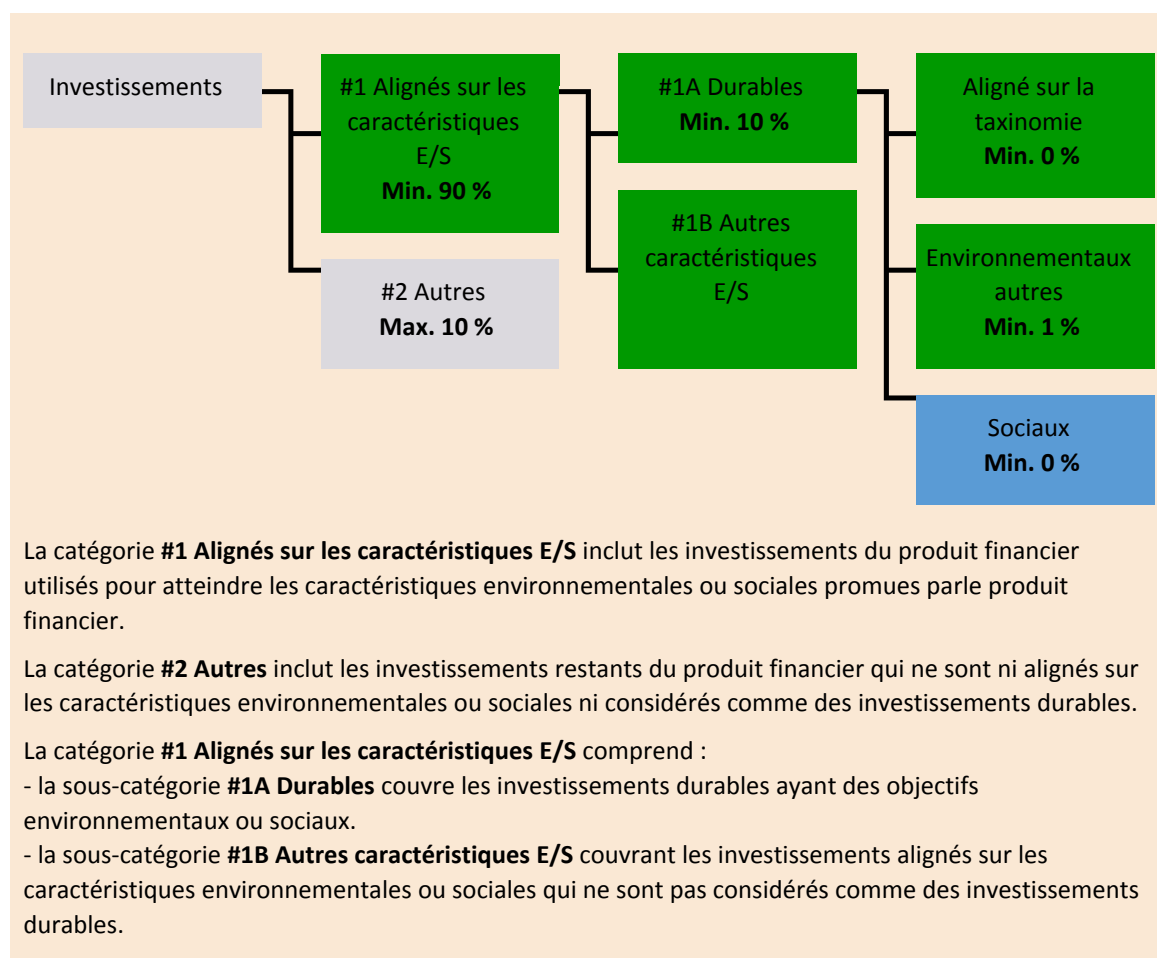 Investissements
#1 Alignés sur les
caractéristiques
E/S
Min. 90 %
#2 Autres
Max. 10 %
#1A Durables
Min. 10 %
#1B Autres
caractéristiques
E/S
Aligné sur la
taxinomie
Min. 0 %
Environnementaux
autres
Min. 1 %
Sociaux
Min. 0 %
La catégorie #1 Alignés sur les caractéristiques E/S inclut les investissements du produit financier
utilisés pour atteindre les caractéristiques environnementales ou sociales promues parle produit
financier.
La catégorie #2 Autres inclut les investissements restants du produit financier qui ne sont ni alignés sur
les caractéristiques environnementales ou sociales ni considérés comme des investissements durables.
La catégorie #1 Alignés sur les caractéristiques E/S comprend :
- la sous-catégorie #1A Durables couvre les investissements durables ayant des objectifs
environnementaux ou sociaux.
- la sous-catégorie #1B Autres caractéristiques E/S couvrant les investissements alignés sur les
caractéristiques environnementales ou sociales qui ne sont pas considérés comme des investissements
durables.